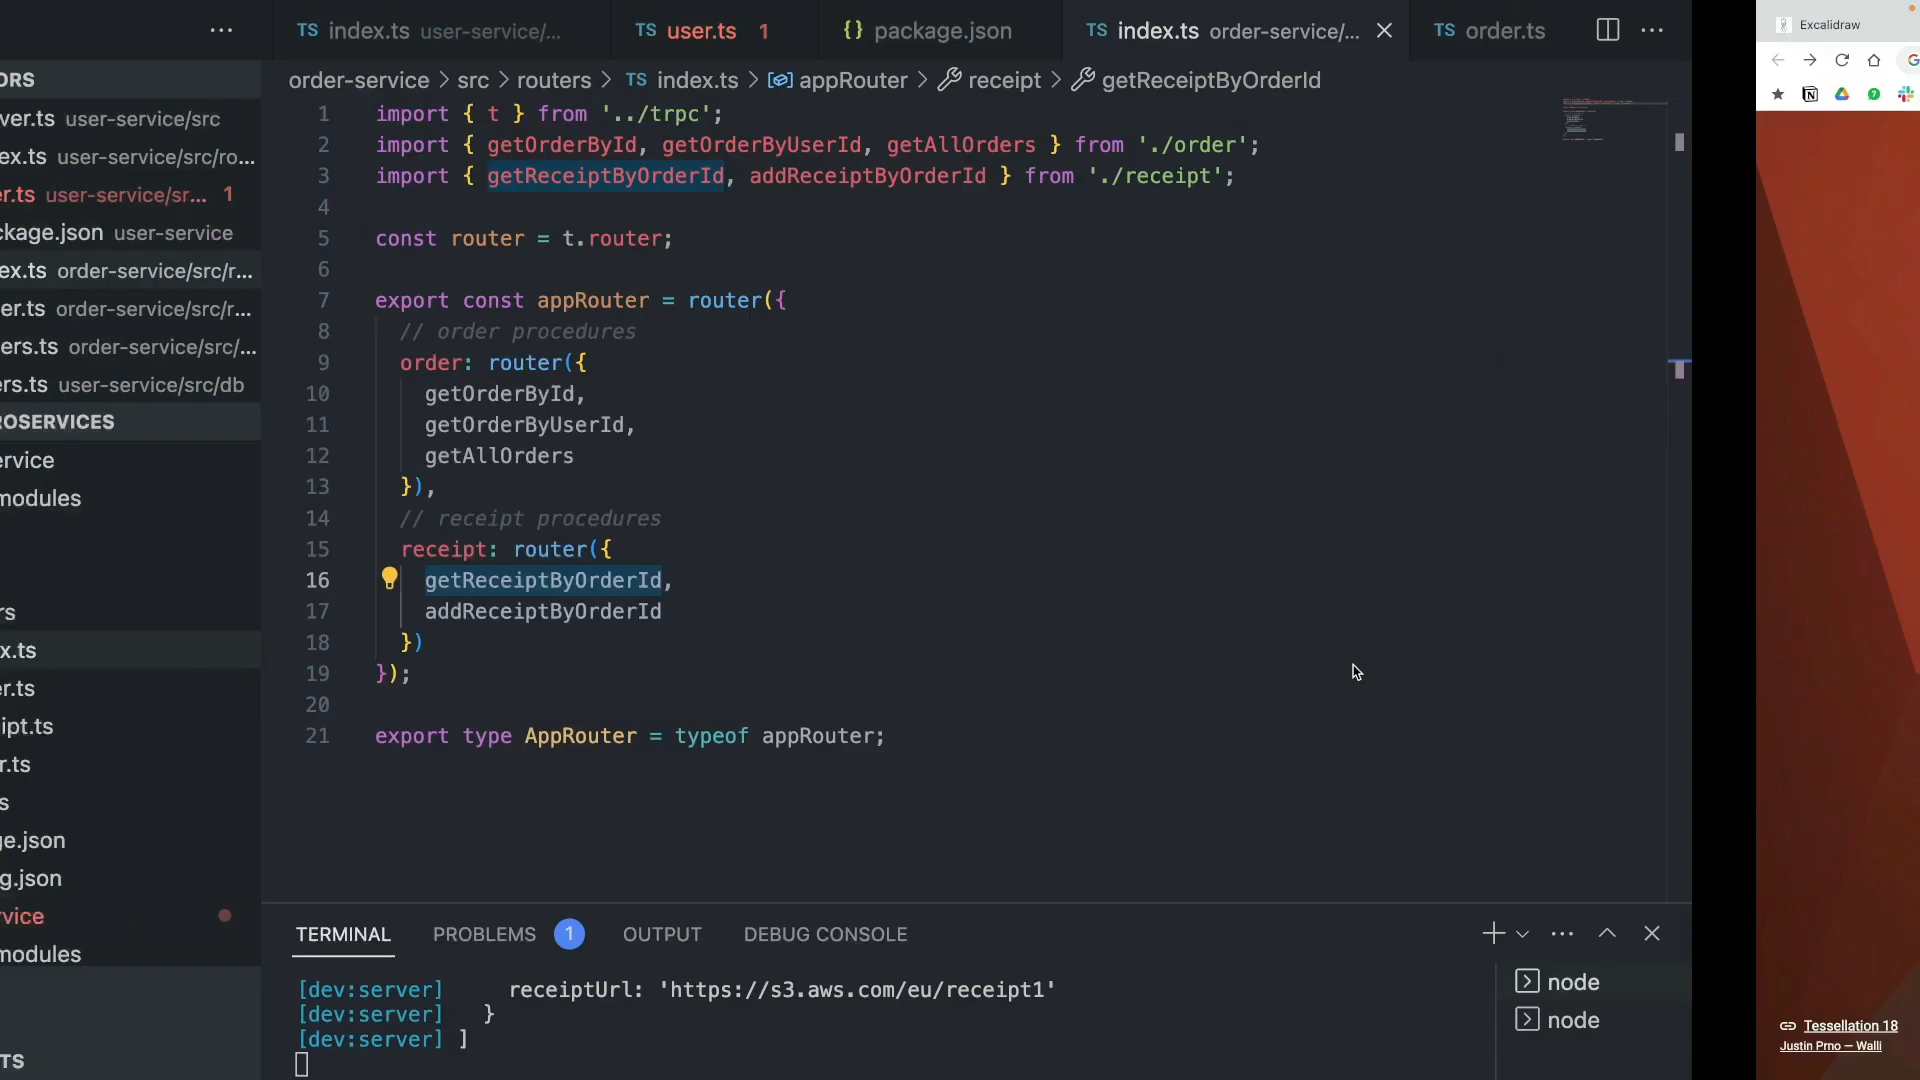 TS index.ts user-service/...
TS user.ts 1
{} package.json
TS index.ts order-service/...
TS order.ts
ORS
ver.ts user-service/src
ex.ts user-service/src/ro...
er.ts user-service/sr... 1
ckage.json user-service
ex.ts order-service/src/r...
er.ts order-service/src/r...
ers.ts order-service/src/...
ers.ts user-service/src/db
ROSERVICES
ervice
modules
rs
x.ts
er.ts
ipt.ts
r.ts
s
ge.json
g.json
rvice
modules
TS
order-service > src > routers > TS index.ts > appRouter > receipt > getReceiptByOrderId
1 import { t } from '../trpc';
2 import { getOrderById, getOrderByUserId, getAllOrders } from './order';
3 import { getReceiptByOrderId, addReceiptByOrderId } from './receipt';
4
5 const router = t.router;
6
7 export const appRouter = router({
8 // order procedures
9 order: router({
10 getOrderById,
11 getOrderByUserId,
12 getAllOrders
13 }),
14 // receipt procedures
15 receipt: router({
16 getReceiptByOrderId,
17 addReceiptByOrderId
18 })
19 });
20
21 export type AppRouter = typeof appRouter;
TERMINAL PROBLEMS 1 OUTPUT DEBUG CONSOLE
[dev:server] receiptUrl: 'https://s3.aws.com/eu/receipt1'
[dev:server] }
[dev:server] ]
node
node
Excalidraw
Tessellation 18
Justin Prno — Walli